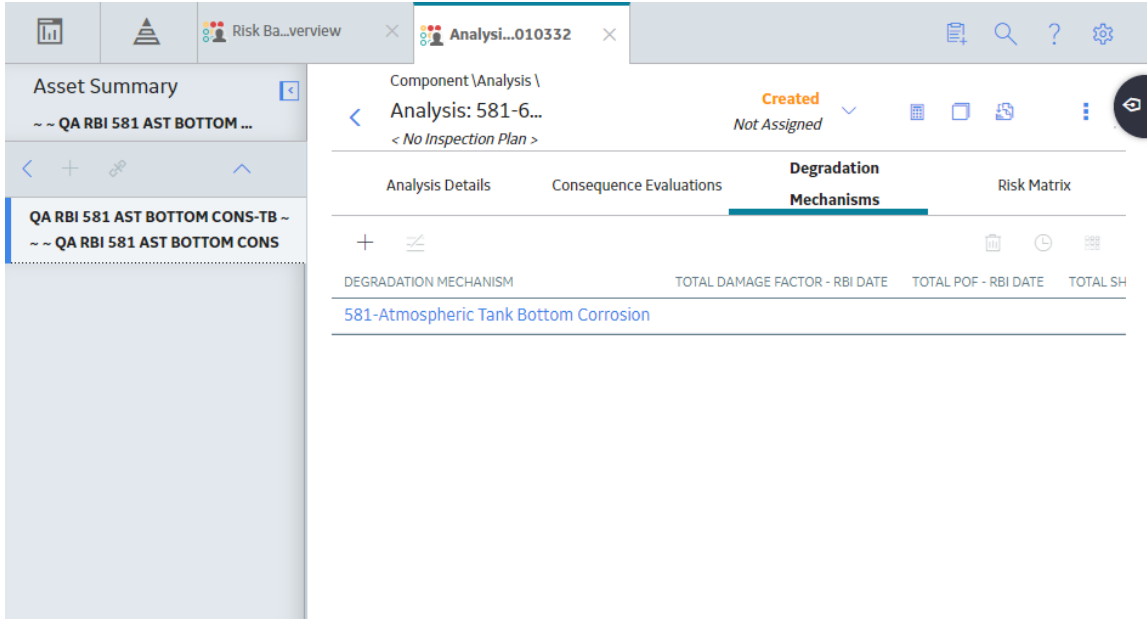 Risk Ba...verview
Analysi...010332
Asset Summary
~ ~ QA RBI 581 AST BOTTOM ...
QA RBI 581 AST BOTTOM CONS-TB ~
~ ~ QA RBI 581 AST BOTTOM CONS
Component \Analysis \
Analysis: 581-6...
< No Inspection Plan >
Created
Not Assigned
Analysis Details
Consequence Evaluations
Degradation
Mechanisms
Risk Matrix
DEGRADATION MECHANISM
TOTAL DAMAGE FACTOR - RBI DATE
TOTAL POF - RBI DATE
TOTAL SH
581-Atmospheric Tank Bottom Corrosion